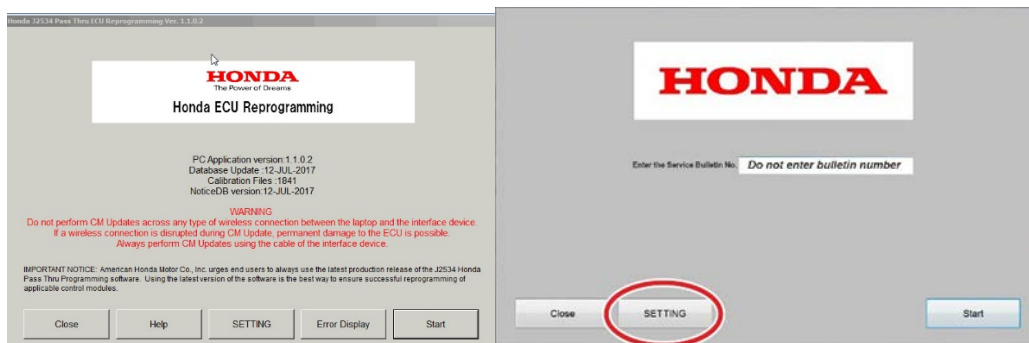 Honda J2534 Pass Thru ECU Reprogramming Ver. 1.1.0.2
HONDA
The Power of Dreams
Honda ECU Reprogramming
PC Application version:1.1.0.2
Database Update :12-JUL-2017
Calibration Files :1841
NoticeDB version:12-JUL-2017
WARNING
Do not perform CM Updates across any type of wireless connection between the laptop and the interface device.
If a wireless connection is disrupted during CM Update, permanent damage to the ECU is possible.
Always perform CM Updates using the cable of the interface device.
IMPORTANT NOTICE: American Honda Motor Co., Inc. urges end users to always use the latest production release of the J2534 Honda
Pass Thru Programming software. Using the latest version of the software is the best way to ensure successful reprogramming of
applicable control modules.
Close Help SETTING Error Display Start
HONDA
Enter the Service Bulletin No. Do not enter bulletin number
Close SETTING Start